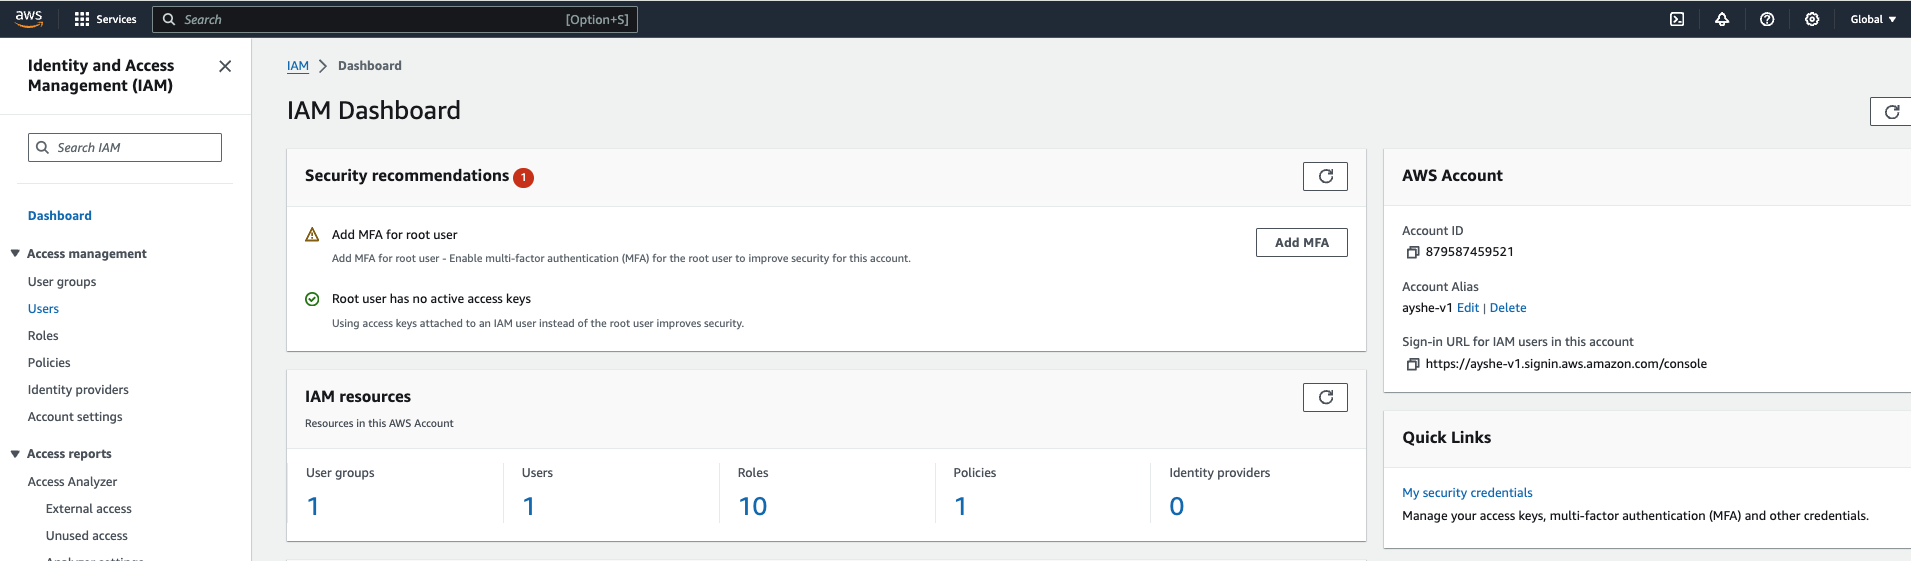 aws
Services
Search
[Option+S]
Global
Identity and Access
Management (IAM)
Search IAM
Dashboard
Access management
User groups
Users
Roles
Policies
Identity providers
Account settings
Access reports
Access Analyzer
External access
Unused access
Analyzer settings
IAM
Dashboard
IAM Dashboard
Security recommendations 1
Add MFA for root user
Add MFA for root user - Enable multi-factor authentication (MFA) for the root user to improve security for this account.
Add MFA
Root user has no active access keys
Using access keys attached to an IAM user instead of the root user improves security.
IAM resources
Resources in this AWS Account
User groups
1
Users
1
Roles
10
Policies
1
Identity providers
0
AWS Account
Account ID
879587459521
Account Alias
ayshe-v1 Edit | Delete
Sign-in URL for IAM users in this account
https://ayshe-v1.signin.aws.amazon.com/console
Quick Links
My security credentials
Manage your access keys, multi-factor authentication (MFA) and other credentials.